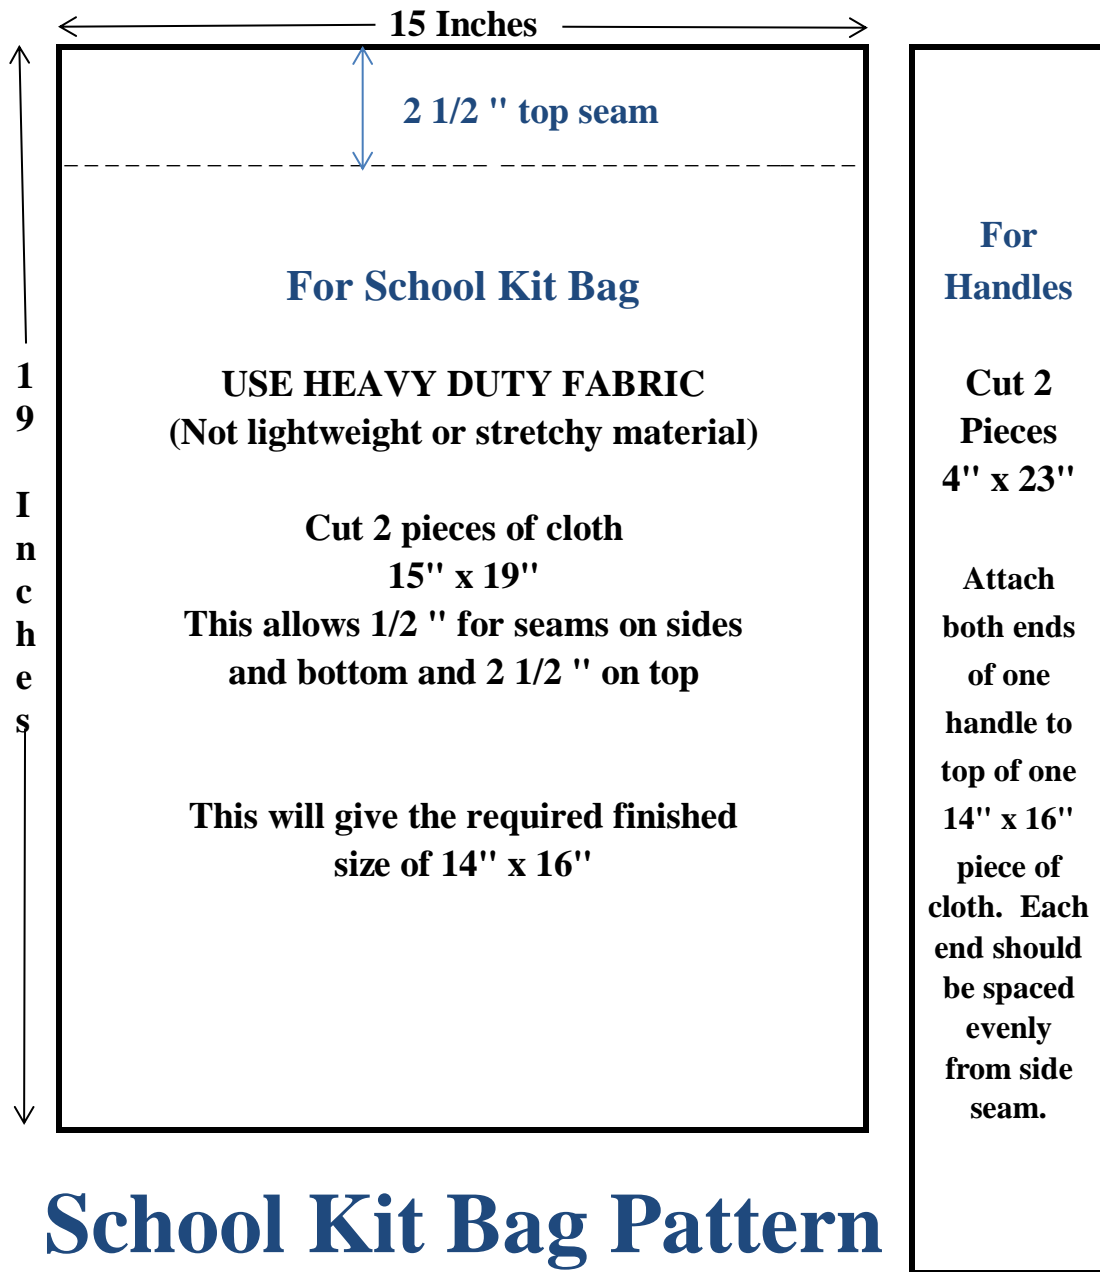 15 Inches
2 1/2 " top seam
19 Inches
For School Kit Bag
USE HEAVY DUTY FABRIC
(Not lightweight or stretchy material)
Cut 2 pieces of cloth
15" x 19"
This allows 1/2 " for seams on sides
and bottom and 2 1/2 " on top
This will give the required finished
size of 14" x 16"
For
Handles
Cut 2
Pieces
4" x 23"
Attach
both ends
of one
handle to
top of one
14" x 16"
piece of
cloth. Each
end should
be spaced
evenly
from side
seam.
School Kit Bag Pattern